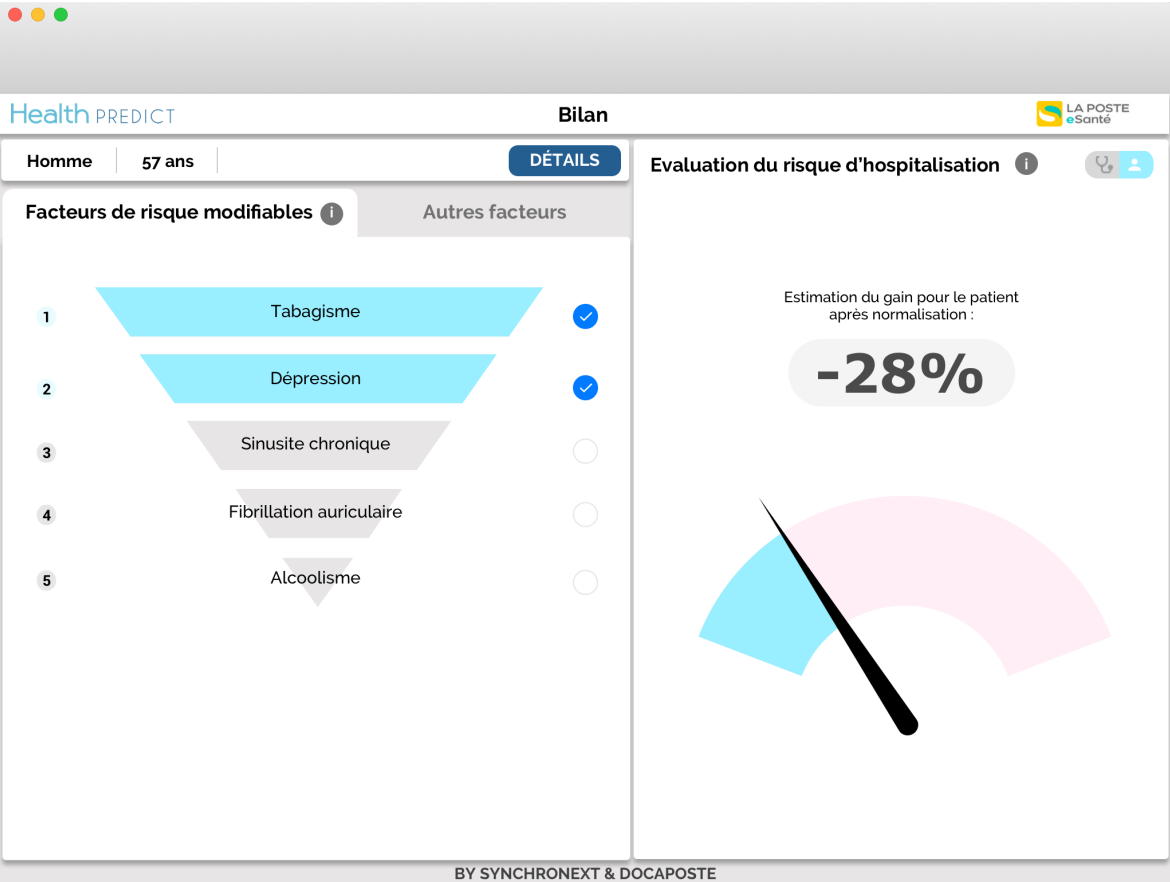 Health PREDICT
Bilan
LA POSTE
eSanté
Homme
57 ans
DÉTAILS
Facteurs de risque modifiables i
Autres facteurs
1 Tabagisme
2 Dépression
3 Sinusite chronique
4 Fibrillation auriculaire
5 Alcoolisme
Evaluation du risque d’hospitalisation i
Estimation du gain pour le patient
après normalisation :
-28%
BY SYNCHRONEXT & DOCAPOSTE